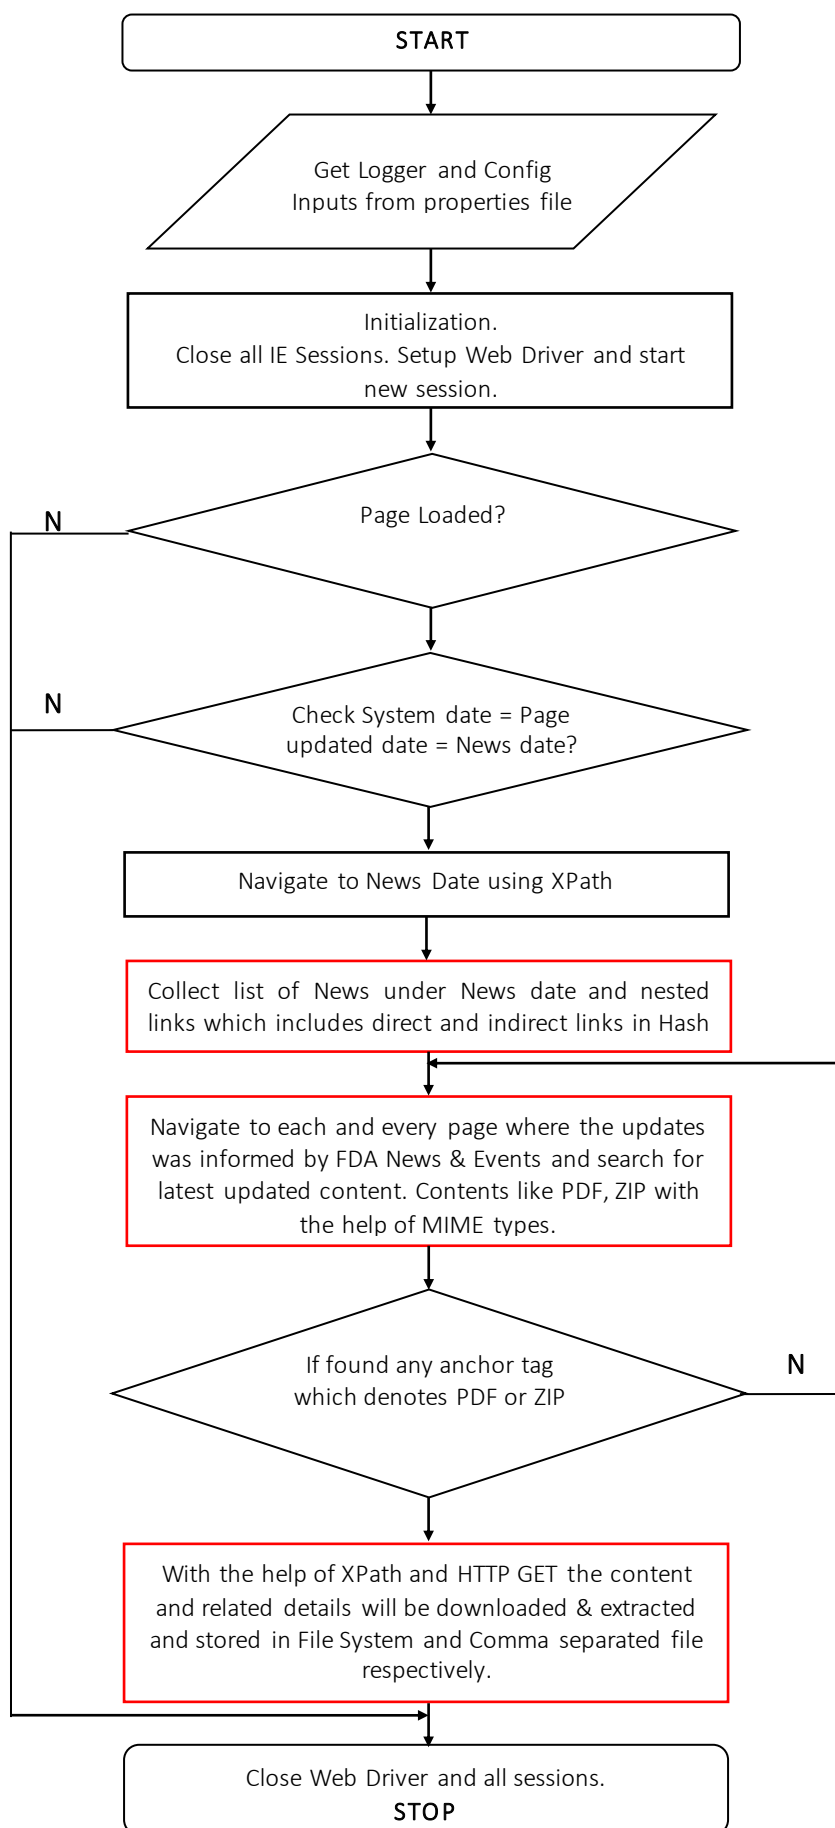 START
Get Logger and Config
Inputs from properties file
Initialization.
Close all IE Sessions. Setup Web Driver and start
new session.
N
Page Loaded?
N
Check System date = Page
updated date = News date?
Navigate to News Date using XPath
Collect list of News under News date and nested
links which includes direct and indirect links in Hash
Navigate to each and every page where the updates
was informed by FDA News & Events and search for
latest updated content. Contents like PDF, ZIP with
the help of MIME types.
If found any anchor tag
which denotes PDF or ZIP
N
With the help of XPath and HTTP GET the content
and related details will be downloaded & extracted
and stored in File System and Comma separated file
respectively.
Close Web Driver and all sessions.
STOP